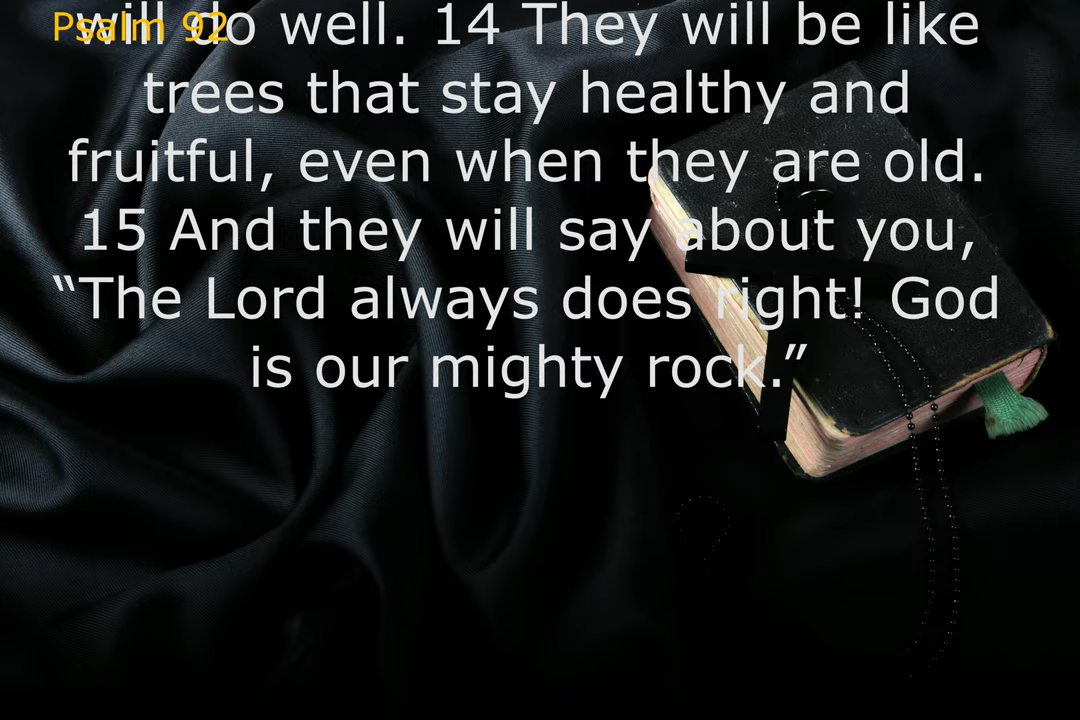 Psalm 92
will do well. 14 They will be like
trees that stay healthy and
fruitful, even when they are old.
15 And they will say about you,
“The Lord always does right! God
is our mighty rock.”